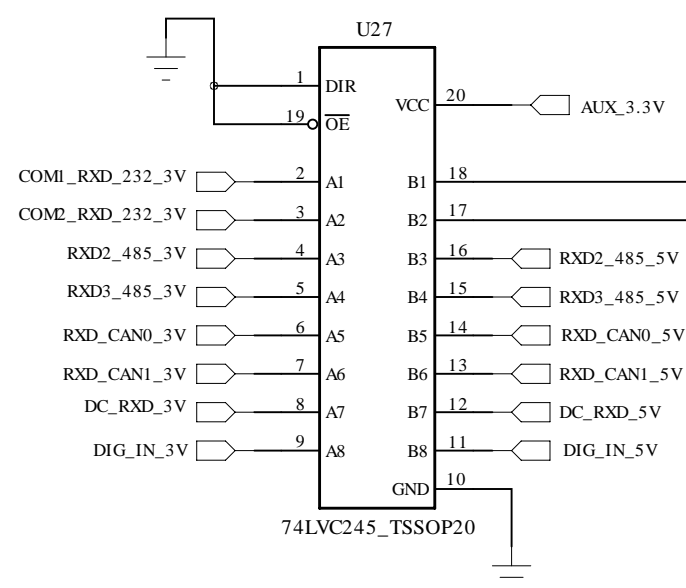 U27
1 DIR
VCC 20 AUX_3.3V
19 OE
COM1_RXD_232_3V 2 A1 B1 18
COM2_RXD_232_3V 3 A2 B2 17
RXD2_485_3V 4 A3 B3 16 RXD2_485_5V
RXD3_485_3V 5 A4 B4 15 RXD3_485_5V
RXD_CAN0_3V 6 A5 B5 14 RXD_CAN0_5V
RXD_CAN1_3V 7 A6 B6 13 RXD_CAN1_5V
DC_RXD_3V 8 A7 B7 12 DC_RXD_5V
DIG_IN_3V 9 A8 B8 11 DIG_IN_5V
GND 10
74LVC245_TSSOP20